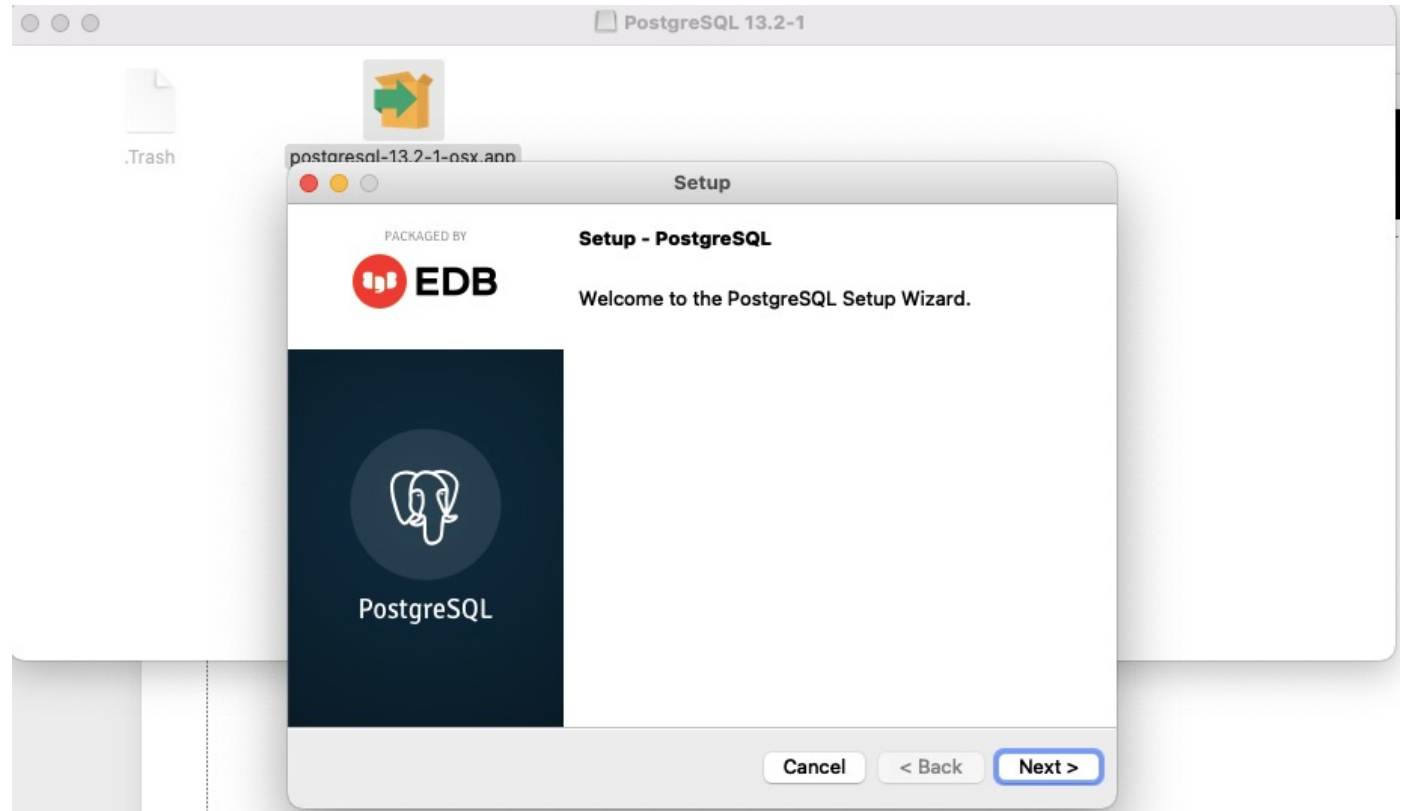 PostgreSQL 13.2-1
.Trash
postgresql-13.2-1-osx.app
Setup
PACKAGED BY
EDB
Setup - PostgreSQL
Welcome to the PostgreSQL Setup Wizard.
PostgreSQL
Cancel
< Back
Next >